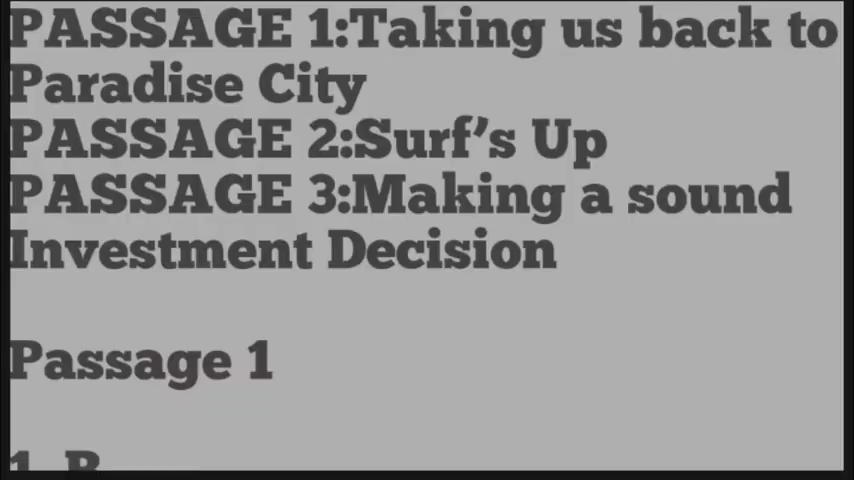 PASSAGE 1:Taking us back to
Paradise City
PASSAGE 2:Surf’s Up
PASSAGE 3:Making a sound
Investment Decision
Passage 1
1. B